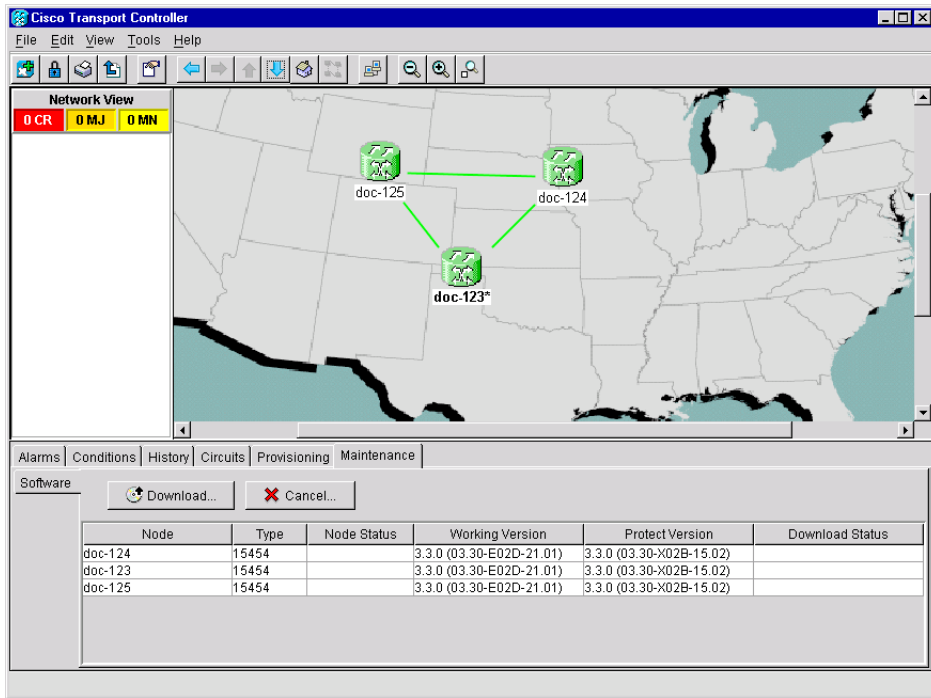 Cisco Transport Controller
File Edit View Tools Help
Network View
0 CR 0 MJ 0 MN
doc-125
doc-124
doc-123*
Alarms Conditions History Circuits Provisioning Maintenance
Software
Download... Cancel...
Node Type Node Status Working Version Protect Version Download Status
doc-124 15454 3.3.0 (03.30-E02D-21.01) 3.3.0 (03.30-X02B-15.02)
doc-123 15454 3.3.0 (03.30-E02D-21.01) 3.3.0 (03.30-X02B-15.02)
doc-125 15454 3.3.0 (03.30-E02D-21.01) 3.3.0 (03.30-X02B-15.02)